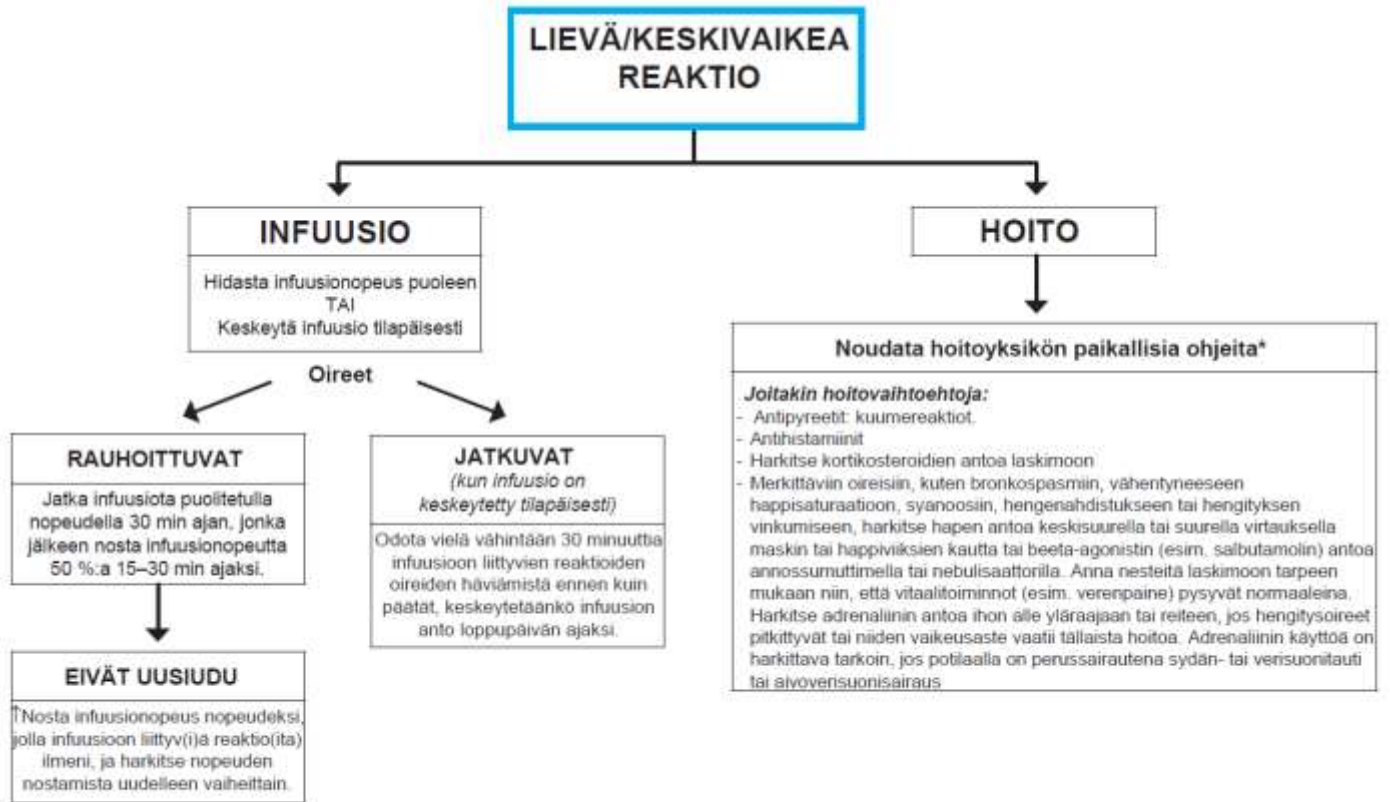 LIEVÄ/KESKIVAIKEA
REAKTIO
INFUUSIO
Hidasta infuusionopeus puoleen
TAI
Keskeytä infuusio tilapäisesti
Oireet
RAUHOITTUVAT
Jatka infuusiota puolitetulla
nopeudella 30 min ajan, jonka
jälkeen nosta infuusionopeutta
50 %:a 15–30 min ajaksi.
EIVÄT UUSIUDU
↑Nosta infuusionopeus nopeudeksi,
jolla infuusioon liittyv(i)ä reaktio(ita)
ilmeni, ja harkitse nopeuden
nostamista uudelleen vaiheittain.
JATKUVAT
(kun infuusio on
keskeytetty tilapäisesti)
Odota vielä vähintään 30 minuuttia
infuusioon liittyvien reaktioiden
oireiden häviämistä ennen kuin
päätät, keskeytetäänkö infuusion
anto loppupäivän ajaksi.
HOITO
Noudata hoitoyksikön paikallisia ohjeita*
Joitakin hoitovaihtoehtoja:
- Antipyreetit: kuumereaktiot.
- Antihistamiinit
- Harkitse kortikosteroidien antoa laskimoon
- Merkittäviin oireisiin, kuten bronkospasmiin, vähentyneeseen
happisaturaatioon, syanoosiin, hengenahdistukseen tai hengityksen
vinkumiseen, harkitse hapen antoa keskisuurella tai suurella virtauksella
maskin tai happiviiksien kautta tai beeta-agonistin (esim. salbutamolin) antoa
annossumuttimella tai nebulisaattorilla. Anna nesteitä laskimoon tarpeen
mukaan niin, että vitaalitoiminnot (esim. verenpaine) pysyvät normaaleina.
Harkitse adrenaliinin antoa ihon alle yläraajaan tai reiteen, jos hengitysoireet
pitkittyvät tai niiden vaikeusaste vaatii tällaista hoitoa. Adrenaliinin käyttöä on
harkittava tarkoin, jos potilaalla on perussairautena sydän- tai verisuonitauti
tai aivoverisuonisairaus